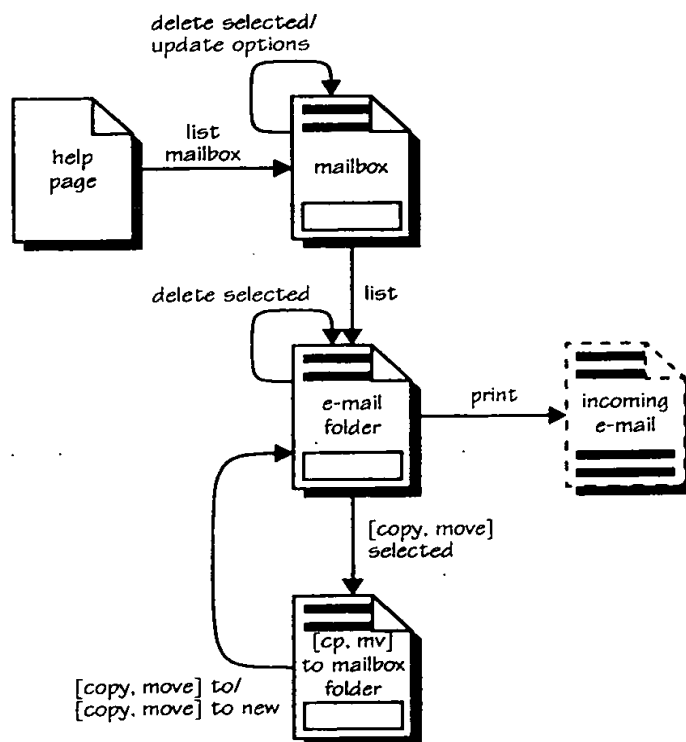 delete selected/
update options
list
mailbox
help
page
mailbox
delete selected
list
e-mail
folder
print
incoming
e-mail
[copy, move]
selected
[cp, mv]
to mailbox
folder
[copy, move] to/
[copy, move] to new